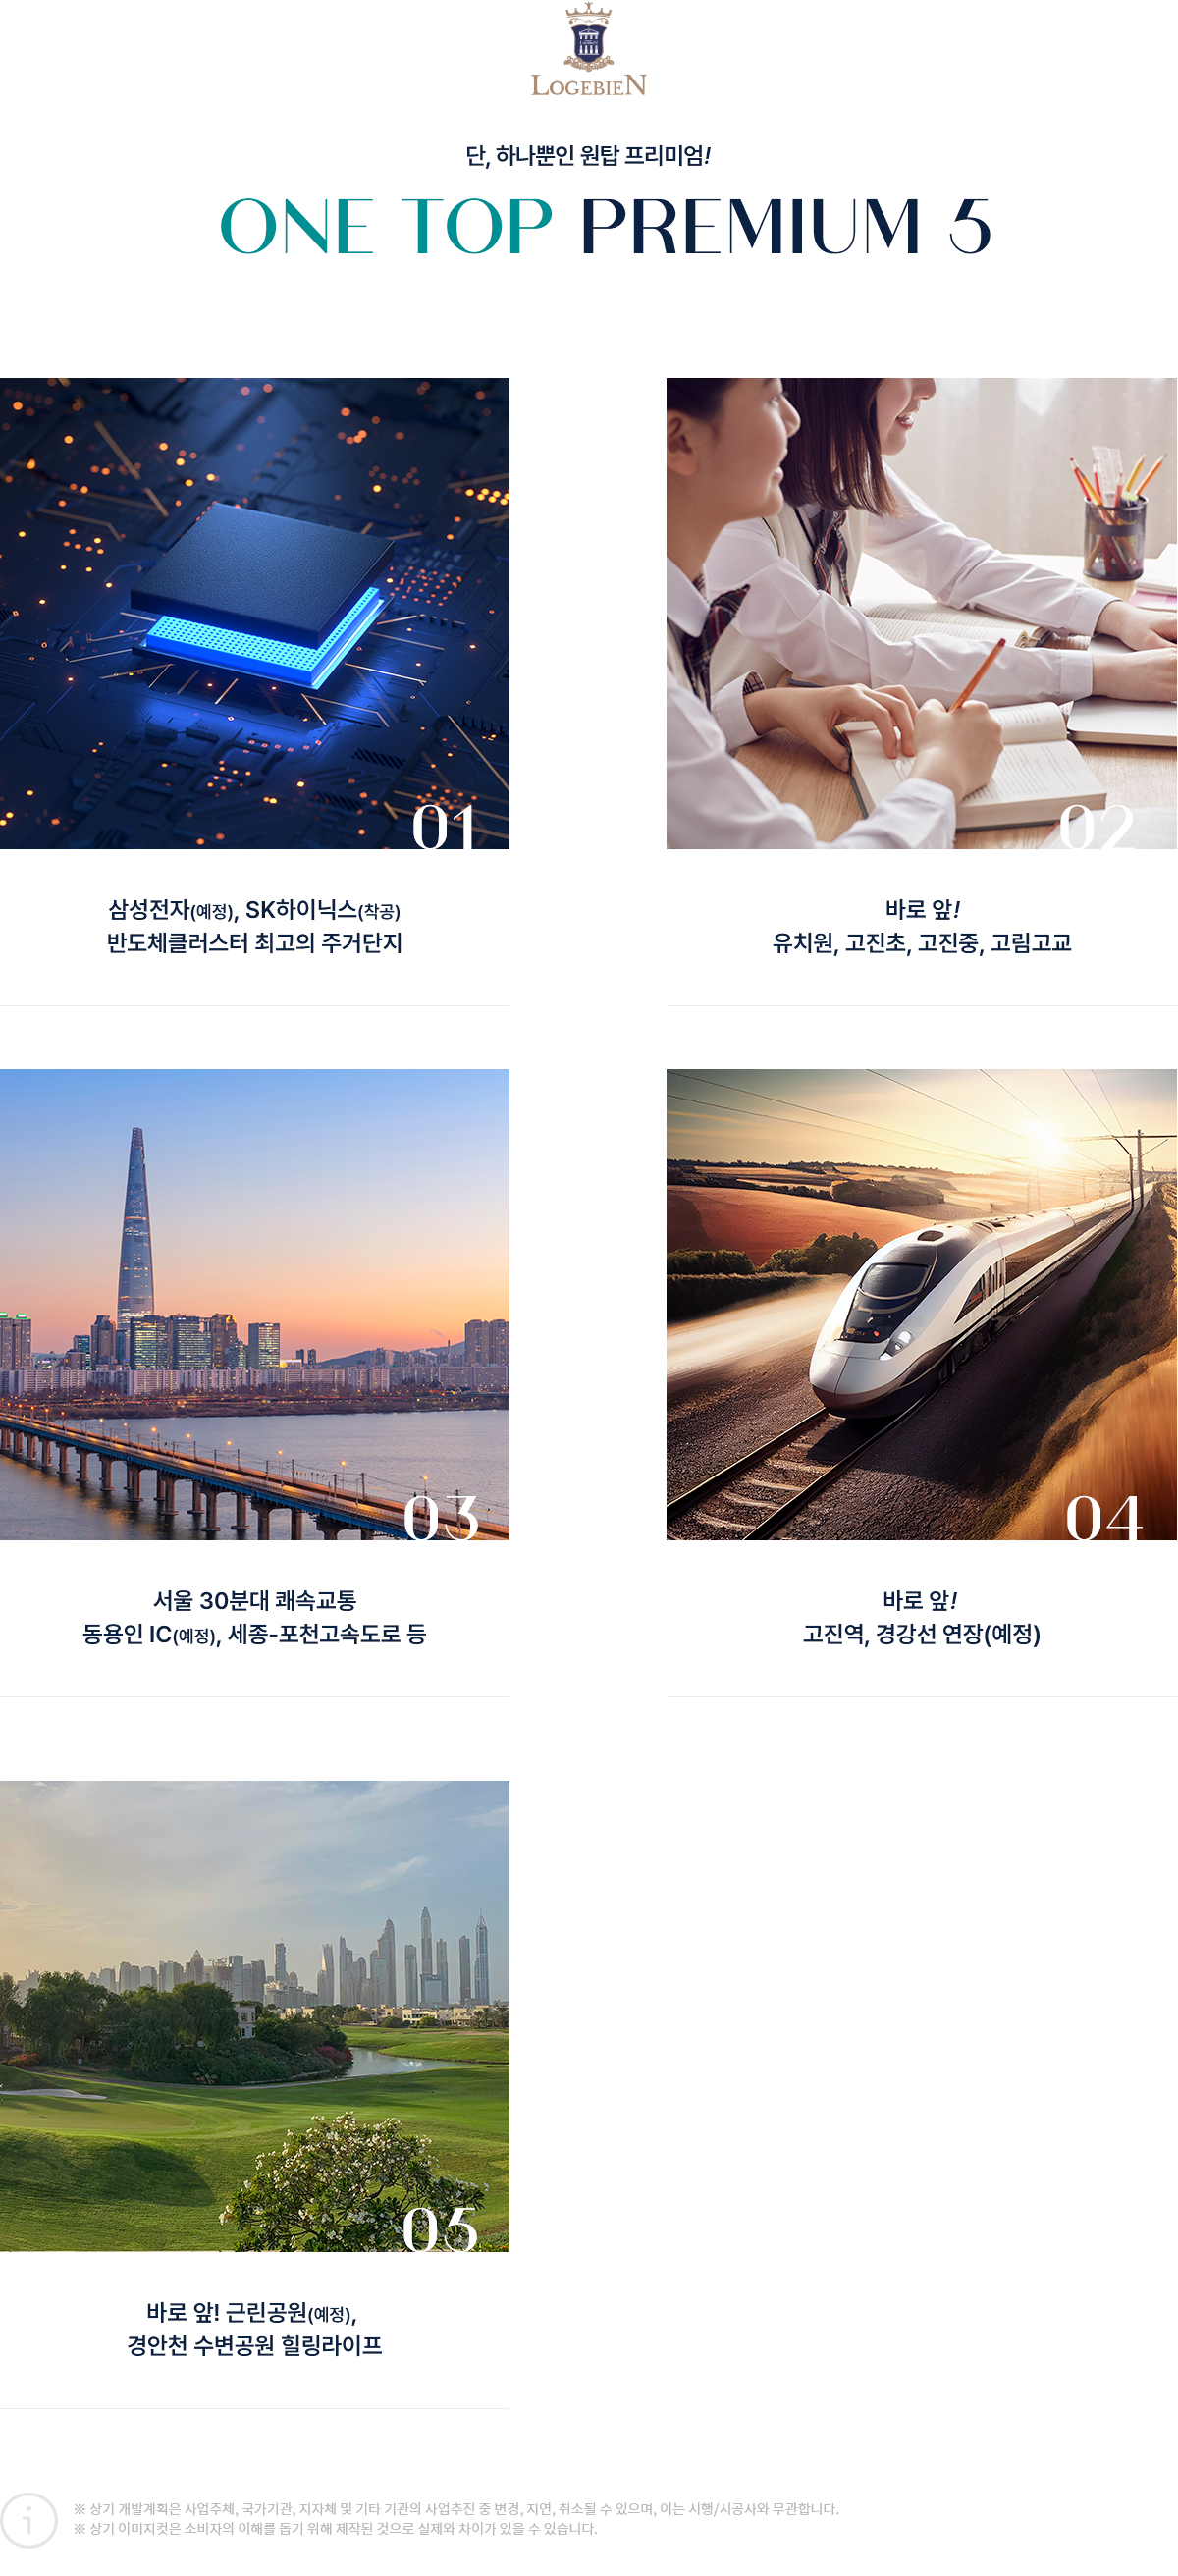 LOGEBIEN
단, 하나뿐인 원탑 프리미엄!
ONE TOP PREMIUM 5
01
02
삼성전자(예정), SK하이닉스(착공)
반도체클러스터 최고의 주거단지
바로 앞!
유치원, 고진초, 고진중, 고림고교
03
04
서울 30분대 쾌속교통
동용인 IC(예정), 세종-포천고속도로 등
바로 앞!
고진역, 경강선 연장(예정)
05
바로 앞! 근린공원(예정),
경안천 수변공원 힐링라이프
※ 상기 개발계획은 사업주체, 국가기관, 지자체 및 기타 기관의 사업추진 중 변경, 지연, 취소될 수 있으며, 이는 시행/시공사와 무관합니다.
※ 상기 이미지컷은 소비자의 이해를 돕기 위해 제작된 것으로 실제와 차이가 있을 수 있습니다.